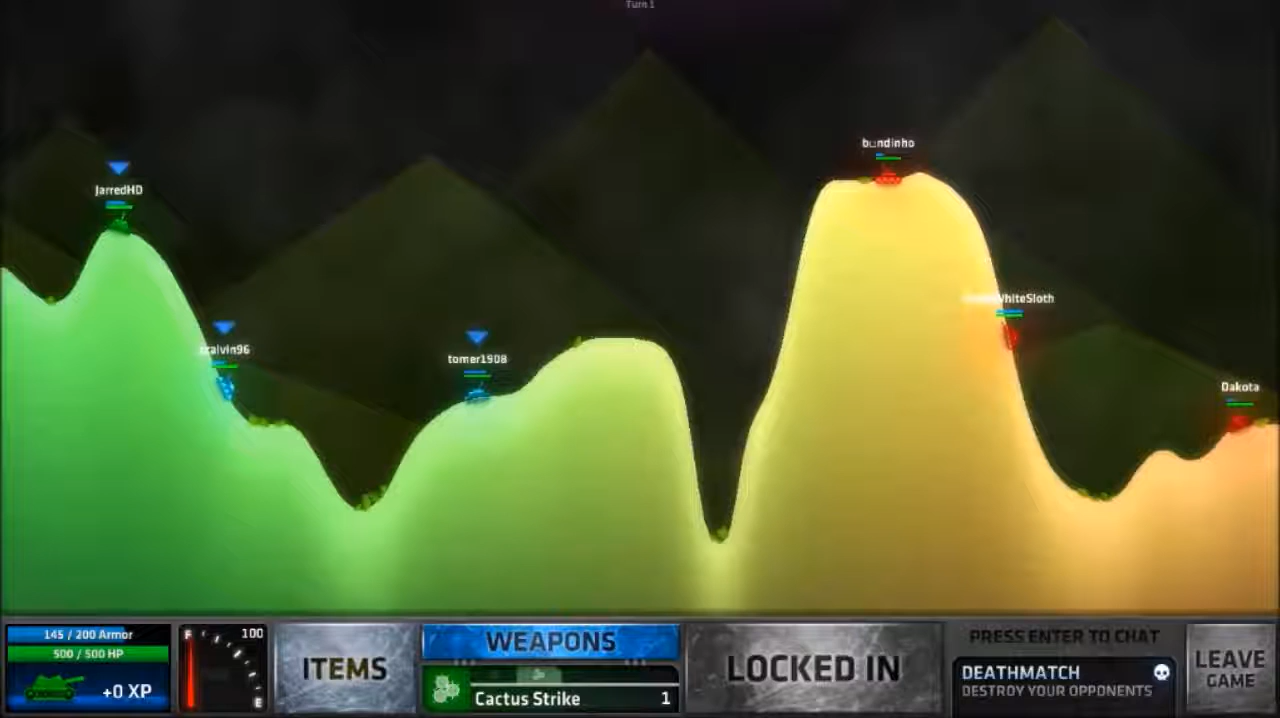 Turn 1
bundinho
JarredHD
WhiteSloth
calvin96
tomer1908
Dakota
145 / 200 Armor
500 / 500 HP
+0 XP
F
100
E
ITEMS
WEAPONS
Cactus Strike
1
LOCKED IN
PRESS ENTER TO CHAT
DEATHMATCH
DESTROY YOUR OPPONENTS
LEAVE
GAME